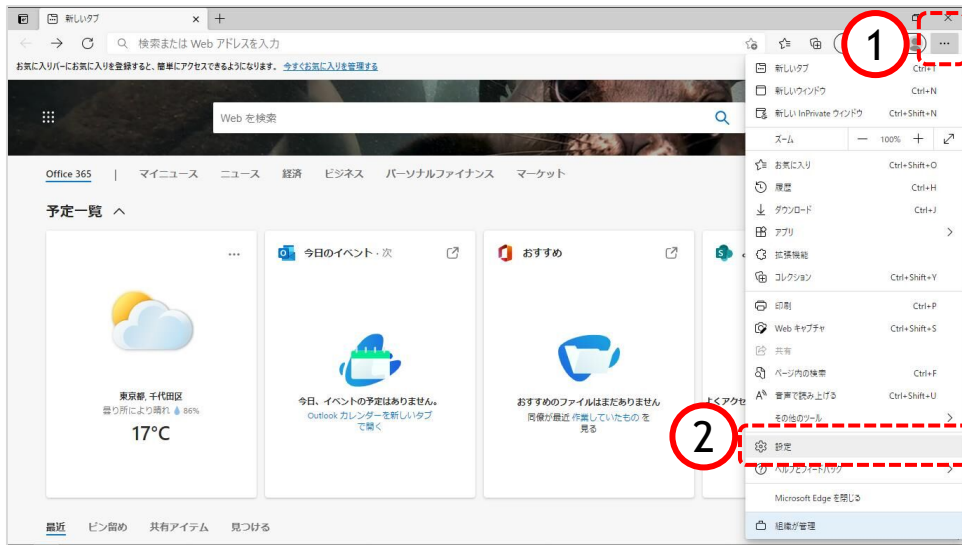 新しいタブ
検索または Web アドレスを入力
1
お気に入りバーにお気に入りを登録すると、簡単にアクセスできるようになります。 今すぐお気に入りを管理する
Web を検索
Office 365 | マイニュース ニュース 経済 ビジネス パーソナルファイナンス マーケット
予定一覧
今日のイベント・次
おすすめ
東京都, 千代田区
曇り所により晴れ 86%
17°C
今日、イベントの予定はありません。
Outlook カレンダーを新しいタブ
で開く
おすすめのファイルはまだありません
同僚が最近 作業していたもの を
見る
よくアクセ
最近 ピン留め 共有アイテム 見つける
新しいタブ Ctrl+T
新しいウィンドウ Ctrl+N
新しい InPrivate ウィンドウ Ctrl+Shift+N
ズーム 100%
お気に入り Ctrl+Shift+O
履歴 Ctrl+H
ダウンロード Ctrl+J
アプリ
拡張機能
コレクション Ctrl+Shift+Y
印刷 Ctrl+P
Web キャプチャ Ctrl+Shift+S
共有
ページ内の検索 Ctrl+F
音声で読み上げる Ctrl+Shift+U
その他のツール
2
設定
ヘルプとフィードバック
Microsoft Edge を閉じる
組織が管理